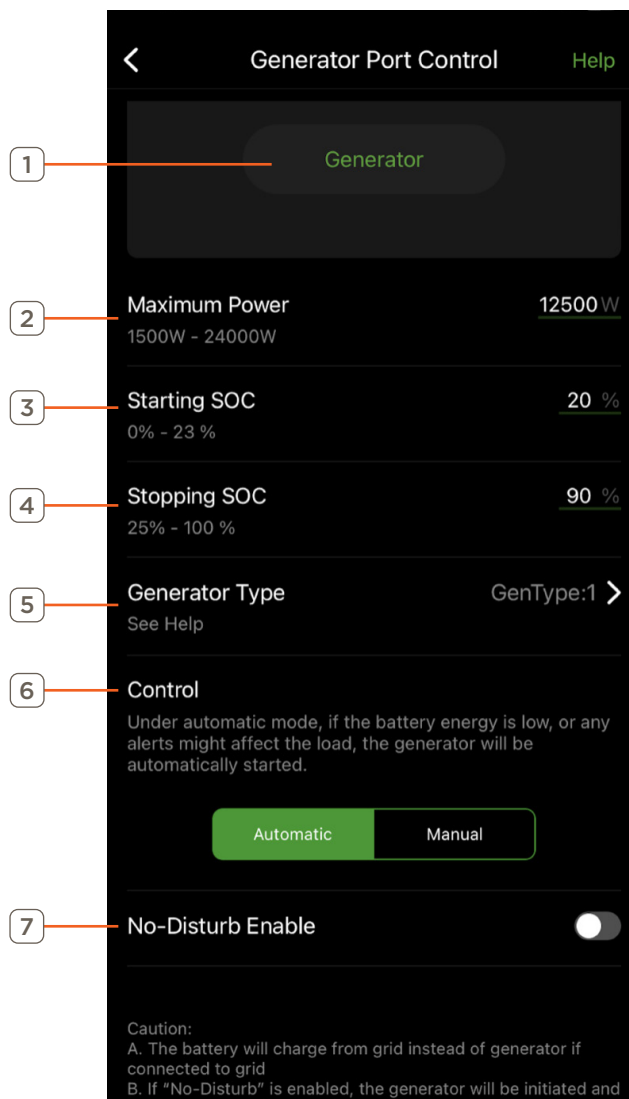 Generator Port Control Help
1
Generator
2
Maximum Power 12500 W
1500W - 24000W
3
Starting SOC 20 %
0% - 23 %
4
Stopping SOC 90 %
25% - 100 %
5
Generator Type GenType:1
See Help
6
Control
Under automatic mode, if the battery energy is low, or any
alerts might affect the load, the generator will be
automatically started.
Automatic Manual
7
No-Disturb Enable
Caution:
A. The battery will charge from grid instead of generator if
connected to grid
B. If “No-Disturb” is enabled, the generator will be initiated and